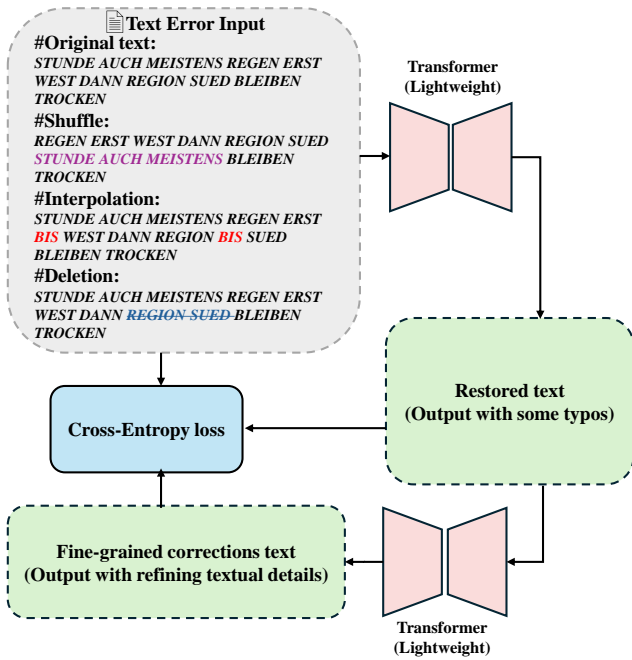 Text Error Input
#Original text:
STUNDE AUCH MEISTENS REGEN ERST
WEST DANN REGION SUED BLEIBEN
TROCKEN
#Shuffle:
REGEN ERST WEST DANN REGION SUED
STUNDE AUCH MEISTENS BLEIBEN
TROCKEN
#Interpolation:
STUNDE AUCH MEISTENS REGEN ERST
BIS WEST DANN REGION BIS SUED
BLEIBEN TROCKEN
#Deletion:
STUNDE AUCH MEISTENS REGEN ERST
WEST DANN REGION SUED BLEIBEN
TROCKEN
Transformer
(Lightweight)
Restored text
(Output with some typos)
Cross-Entropy loss
Fine-grained corrections text
(Output with refining textual details)
Transformer
(Lightweight)